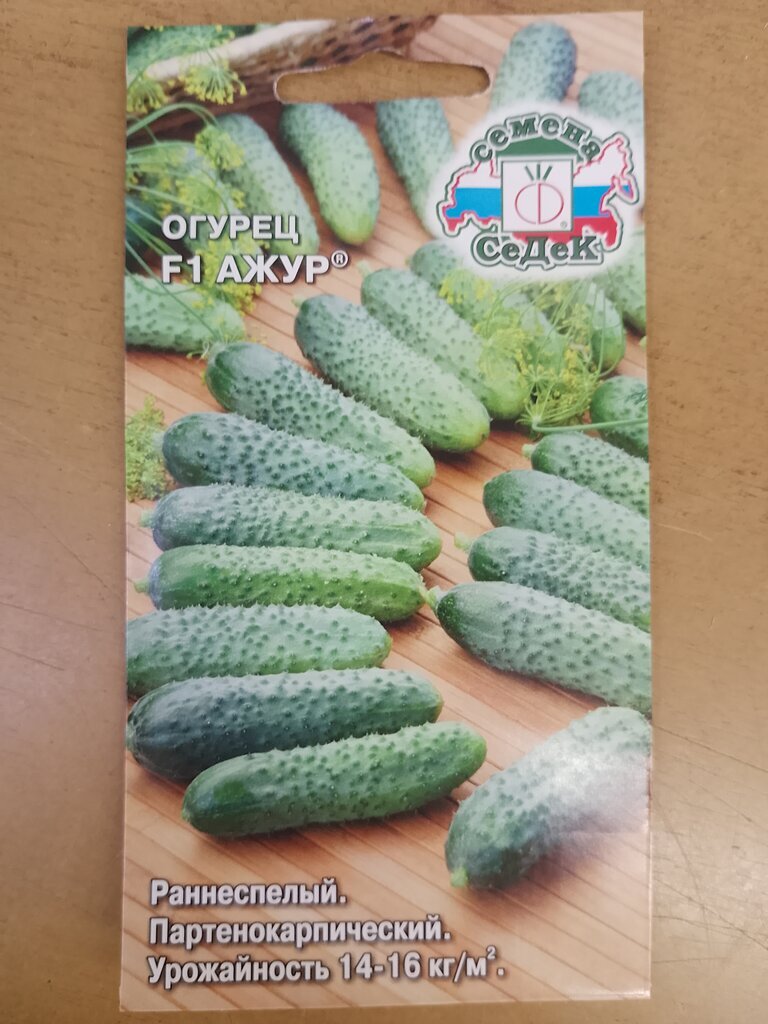 семена
СеДеК
®
ОГУРЕЦ
F1 АЖУР®
Раннеспелый.
Партенокарпический.
Урожайность 14-16 кг/м².